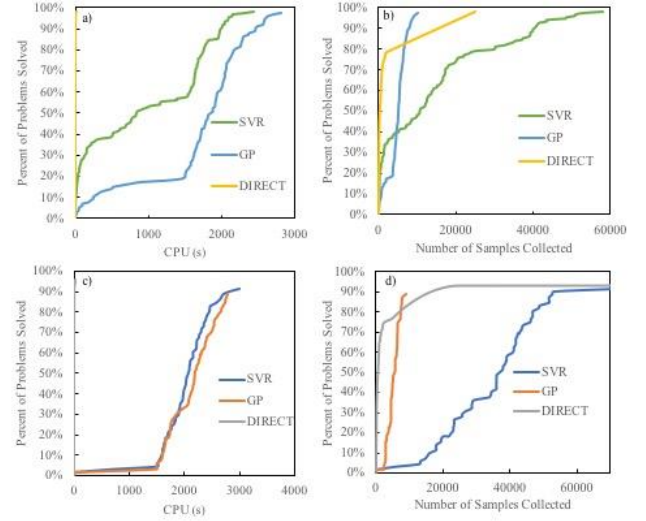 a)
100%
90%
80%
70%
60%
50%
40%
30%
20%
10%
0%
Percent of Problems Solved
SVR
GP
DIRECT
0 1000 2000 3000
CPU (s)
b)
100%
90%
80%
70%
60%
50%
40%
30%
20%
10%
0%
Percent of Problems Solved
SVR
GP
DIRECT
0 20000 40000 60000
Number of Samples Collected
c)
100%
90%
80%
70%
60%
50%
40%
30%
20%
10%
0%
Percent of Problems Solved
SVR
GP
DIRECT
0 1000 2000 3000 4000
CPU (s)
d)
100%
90%
80%
70%
60%
50%
40%
30%
20%
10%
0%
Percent of Problems Solved
SVR
GP
DIRECT
0 20000 40000 60000
Number of Samples Collected